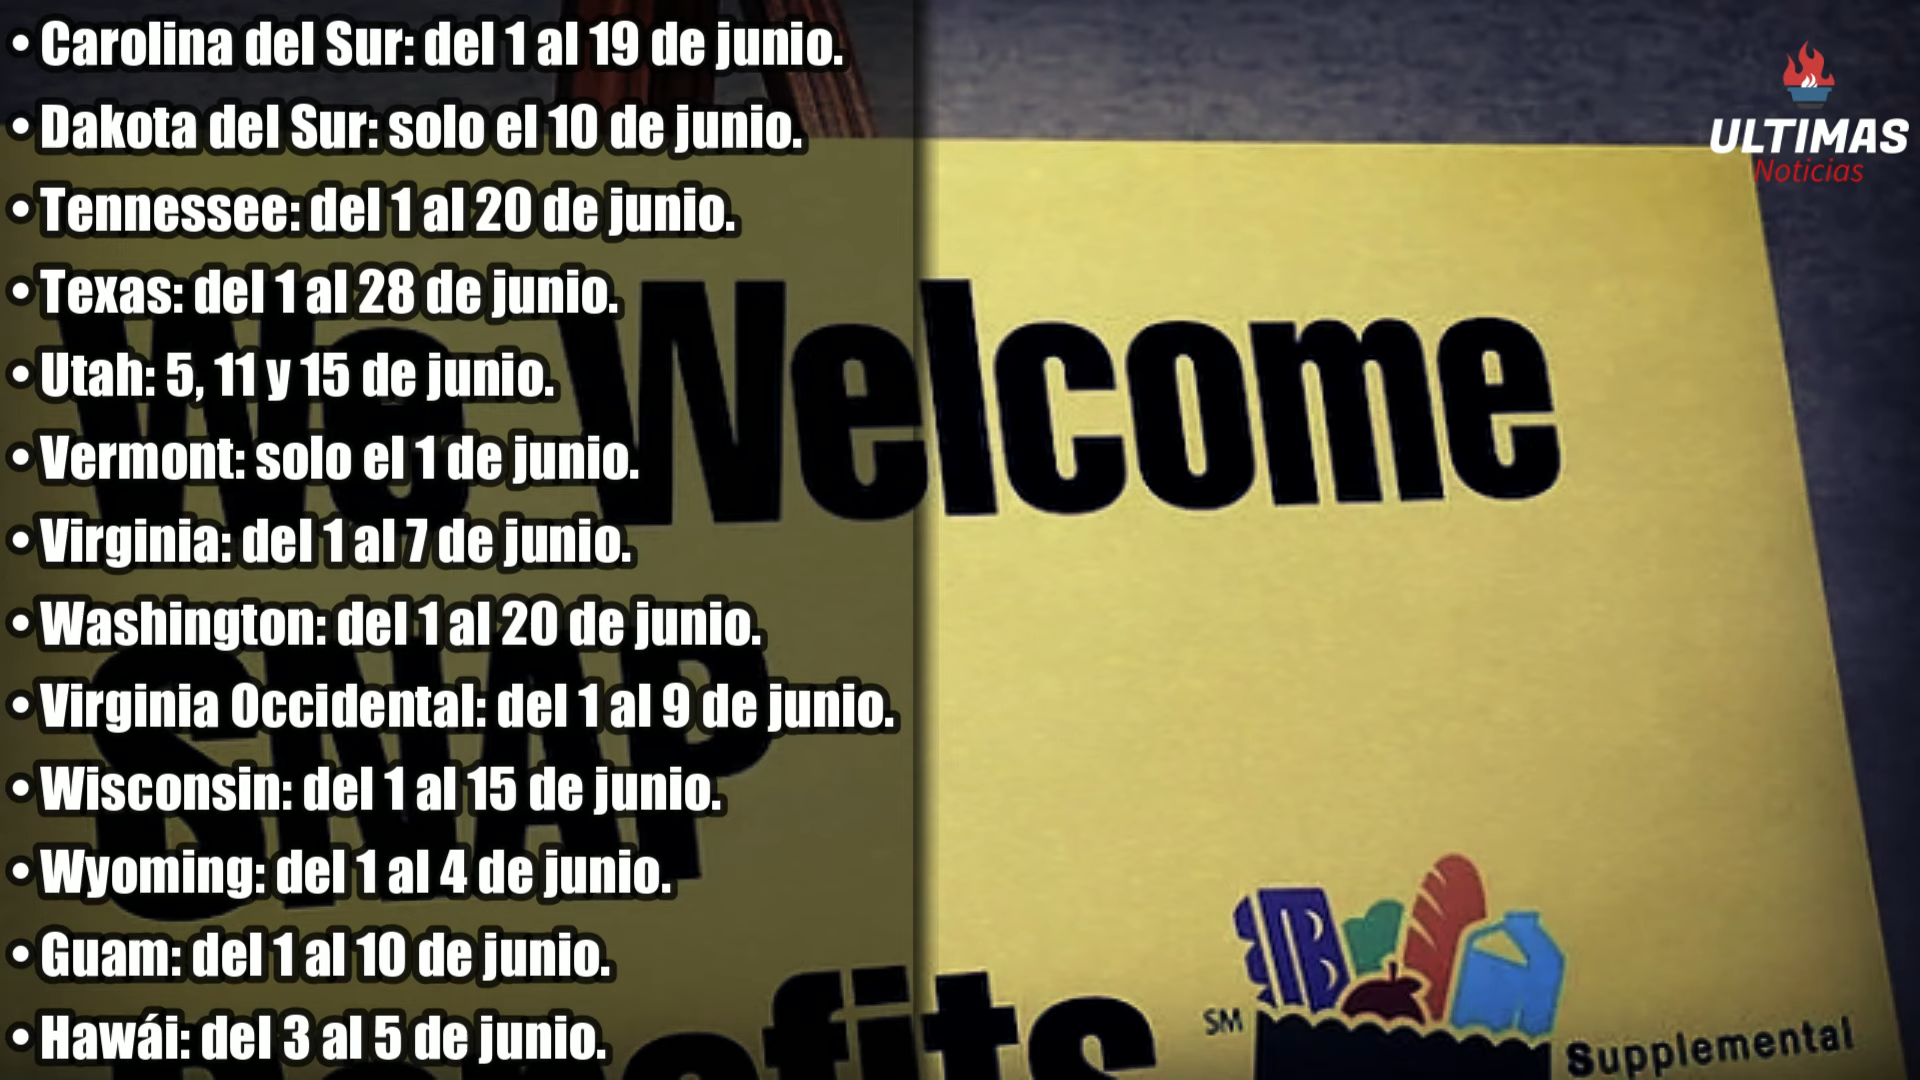 • Carolina del Sur: del 1 al 19 de junio.
• Dakota del Sur: solo el 10 de junio.
• Tennessee: del 1 al 20 de junio.
• Texas: del 1 al 28 de junio.
• Utah: 5, 11 y 15 de junio.
• Vermont: solo el 1 de junio.
• Virginia: del 1 al 7 de junio.
• Washington: del 1 al 20 de junio.
• Virginia Occidental: del 1 al 9 de junio.
• Wisconsin: del 1 al 15 de junio.
• Wyoming: del 1 al 4 de junio.
• Guam: del 1 al 10 de junio.
• Hawái: del 3 al 5 de junio.
ULTIMAS
Noticias
We Welcome
SNAP
Benefits
SM
Supplemental